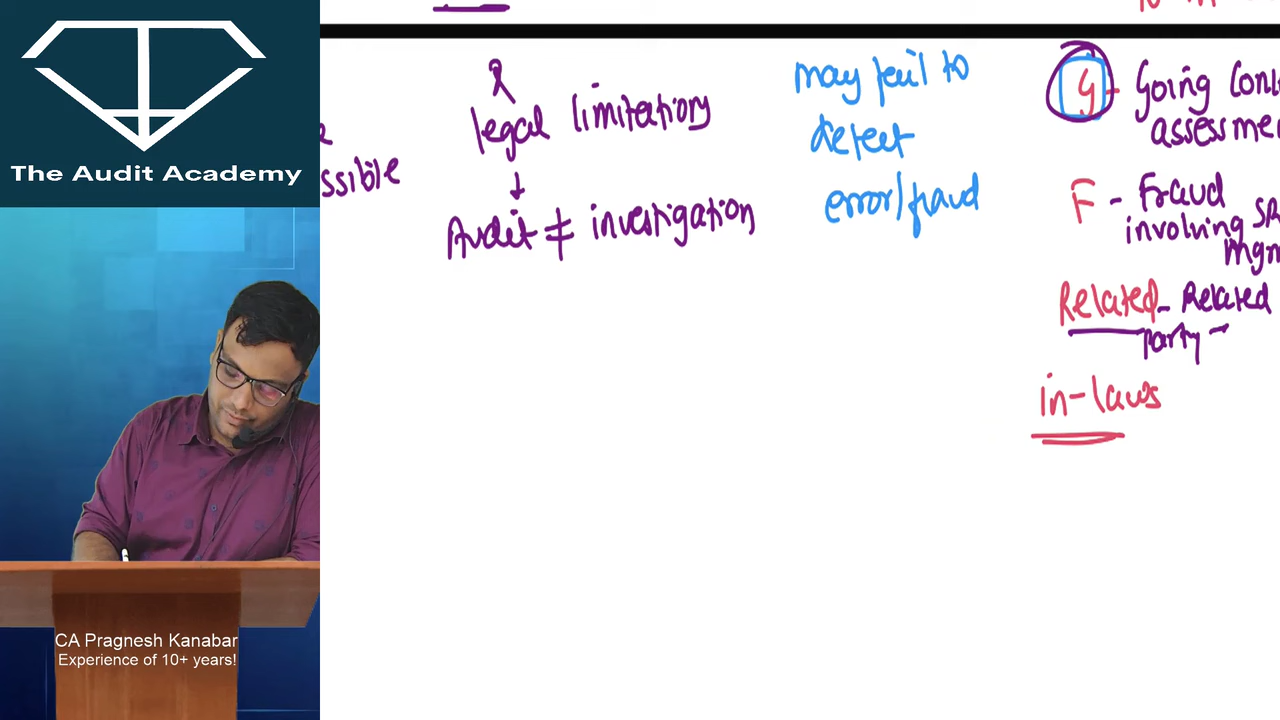 The Audit Academy
CA Pragnesh Kanabar
Experience of 10+ years!
ssible
&
legal limitations
Audit ≠ investigation
may fail to
detect
error/fraud
G - Going
assessme
F - Fraud
involving
mgm
Related - Related
party -
in-laws